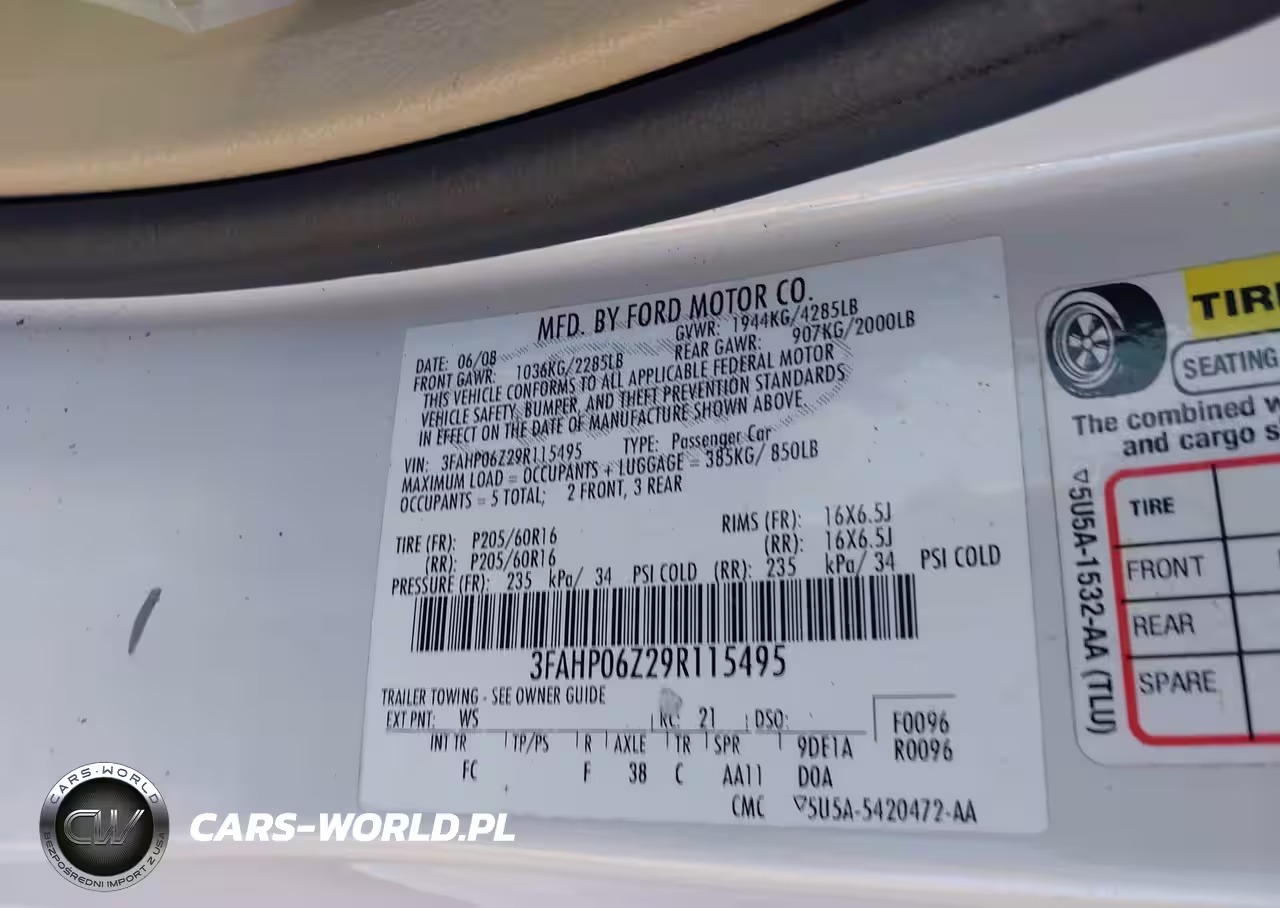 MFD. BY FORD MOTOR CO.
DATE: 06/08 GVWR: 1944KG/4285LB
FRONT GAWR: 1036KG/2285LB REAR GAWR: 907KG/2000LB
THIS VEHICLE CONFORMS TO ALL APPLICABLE FEDERAL MOTOR
VEHICLE SAFETY, BUMPER, AND THEFT PREVENTION STANDARDS
IN EFFECT ON THE DATE OF MANUFACTURE SHOWN ABOVE.
VIN: 3FAHP06Z29R115495 TYPE: Passenger Car
MAXIMUM LOAD = OCCUPANTS + LUGGAGE = 385KG/ 850LB
OCCUPANTS = 5 TOTAL; 2 FRONT, 3 REAR
TIRE (FR): P205/60R16 RIMS (FR): 16X6.5J
(RR): P205/60R16 (RR): 16X6.5J
PRESSURE (FR): 235 kPa/ 34 PSI COLD (RR): 235 kPa/ 34 PSI COLD
3FAHP06Z29R115495
TRAILER TOWING - SEE OWNER GUIDE
EXT PNT: WS RC: 21 DSO: F0096
INT TR TP/PS R AXLE TR SPR 9DE1A R0096
FC F 38 C AA11 D0A
CMC ▽5U5A-5420472-AA
TIRE
SEATING
The combined w
and cargo s
▽5U5A-1532-AA (TLU)
TIRE
FRONT
REAR
SPARE
CARS-WORLD
CW
BEZPOŚREDNI IMPORT Z USA
CARS-WORLD.PL